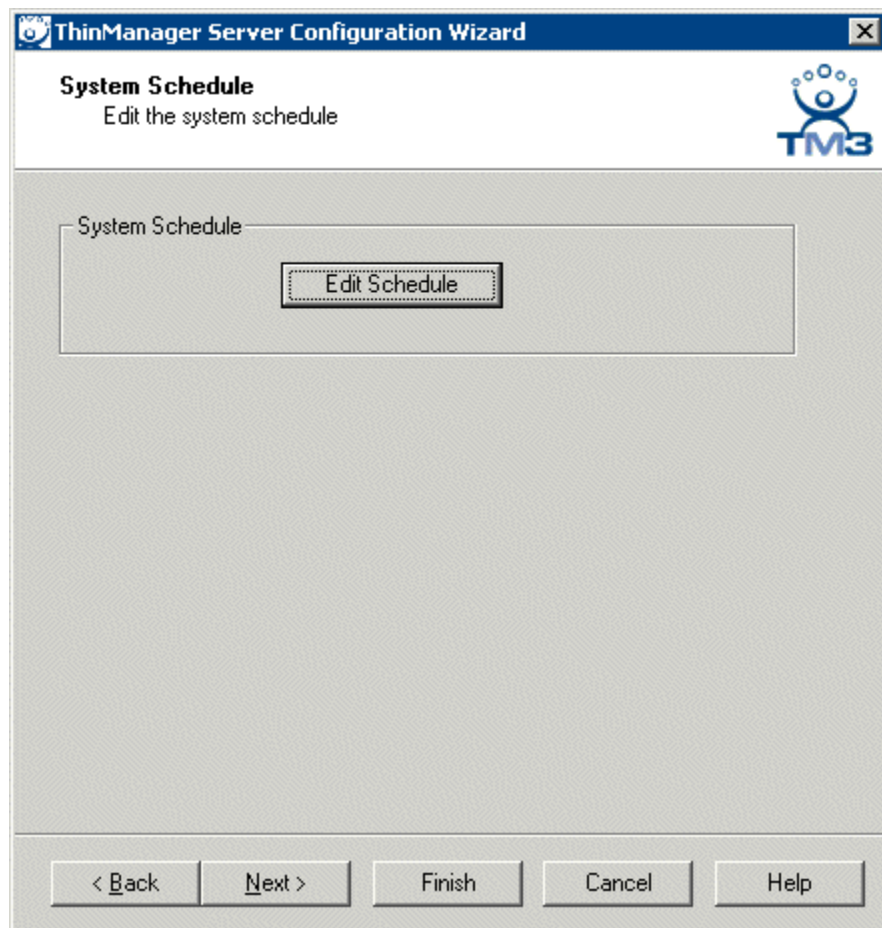 ThinManager Server Configuration Wizard
System Schedule
Edit the system schedule
TM3
System Schedule
Edit Schedule
< Back Next > Finish Cancel Help